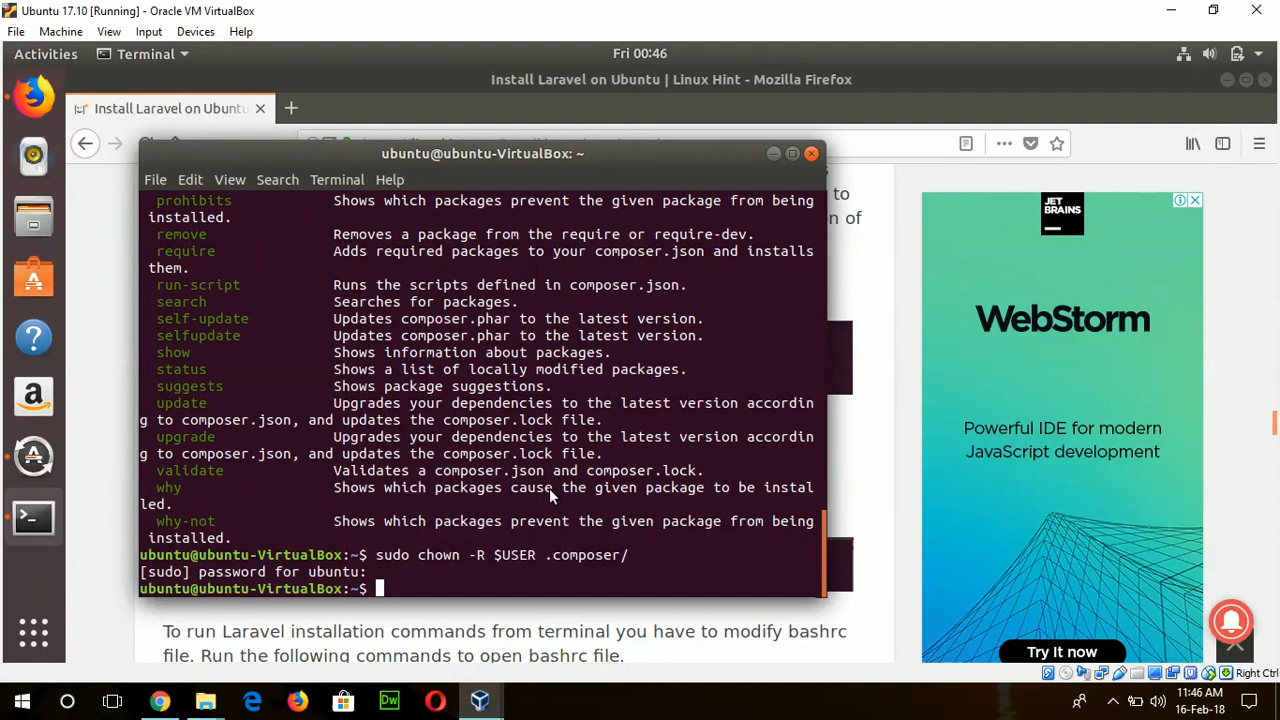 Ubuntu 17.10 [Running] - Oracle VM VirtualBox
File Machine View Input Devices Help
Activities Terminal Fri 00:46
Install Laravel on Ubuntu | Linux Hint - Mozilla Firefox
Install Laravel on Ubuntu
ubuntu@ubuntu-VirtualBox: ~
File Edit View Search Terminal Help
to
on of
prohibits Shows which packages prevent the given package from being
installed.
remove Removes a package from the require or require-dev.
require Adds required packages to your composer.json and installs
them.
run-script Runs the scripts defined in composer.json.
search Searches for packages.
self-update Updates composer.phar to the latest version.
selfupdate Updates composer.phar to the latest version.
show Shows information about packages.
status Shows a list of locally modified packages.
suggests Shows package suggestions.
update Upgrades your dependencies to the latest version accordin
g to composer.json, and updates the composer.lock file.
upgrade Upgrades your dependencies to the latest version accordin
g to composer.json, and updates the composer.lock file.
validate Validates a composer.json and composer.lock.
why Shows which packages cause the given package to be instal
led.
why-not Shows which packages prevent the given package from being
installed.
ubuntu@ubuntu-VirtualBox:~$ sudo chown -R $USER .composer/
[sudo] password for ubuntu:
ubuntu@ubuntu-VirtualBox:~$
To run Laravel installation commands from terminal you have to modify bashrc
file. Run the following commands to open bashrc file.
JET
BRAINS
WebStorm
Powerful IDE for modern
JavaScript development
Try it now
Right Ctrl
Dw
11:46 AM
16-Feb-18